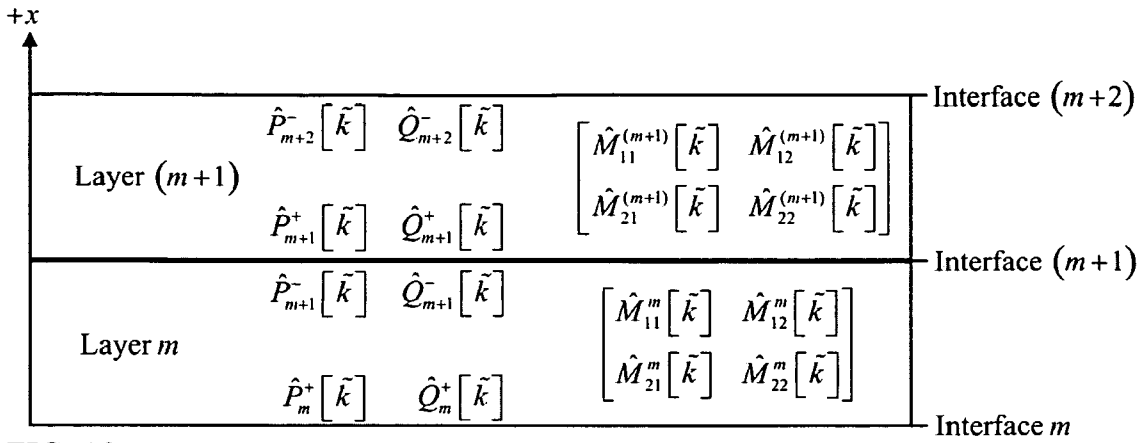 +x
Interface (m+2)
P̂⁻ₘ₊₂[k̃] Q̂⁻ₘ₊₂[k̃]
M̂₁₁⁽ᵐ⁺¹⁾[k̃] M̂₁₂⁽ᵐ⁺¹⁾[k̃]
Layer (m+1)
M̂₂₁⁽ᵐ⁺¹⁾[k̃] M̂₂₂⁽ᵐ⁺¹⁾[k̃]
P̂⁺ₘ₊₁[k̃] Q̂⁺ₘ₊₁[k̃]
Interface (m+1)
P̂⁻ₘ₊₁[k̃] Q̂⁻ₘ₊₁[k̃]
M̂₁₁ᵐ[k̃] M̂₁₂ᵐ[k̃]
Layer m
M̂₂₁ᵐ[k̃] M̂₂₂ᵐ[k̃]
P̂⁺ₘ[k̃] Q̂⁺ₘ[k̃]
Interface m